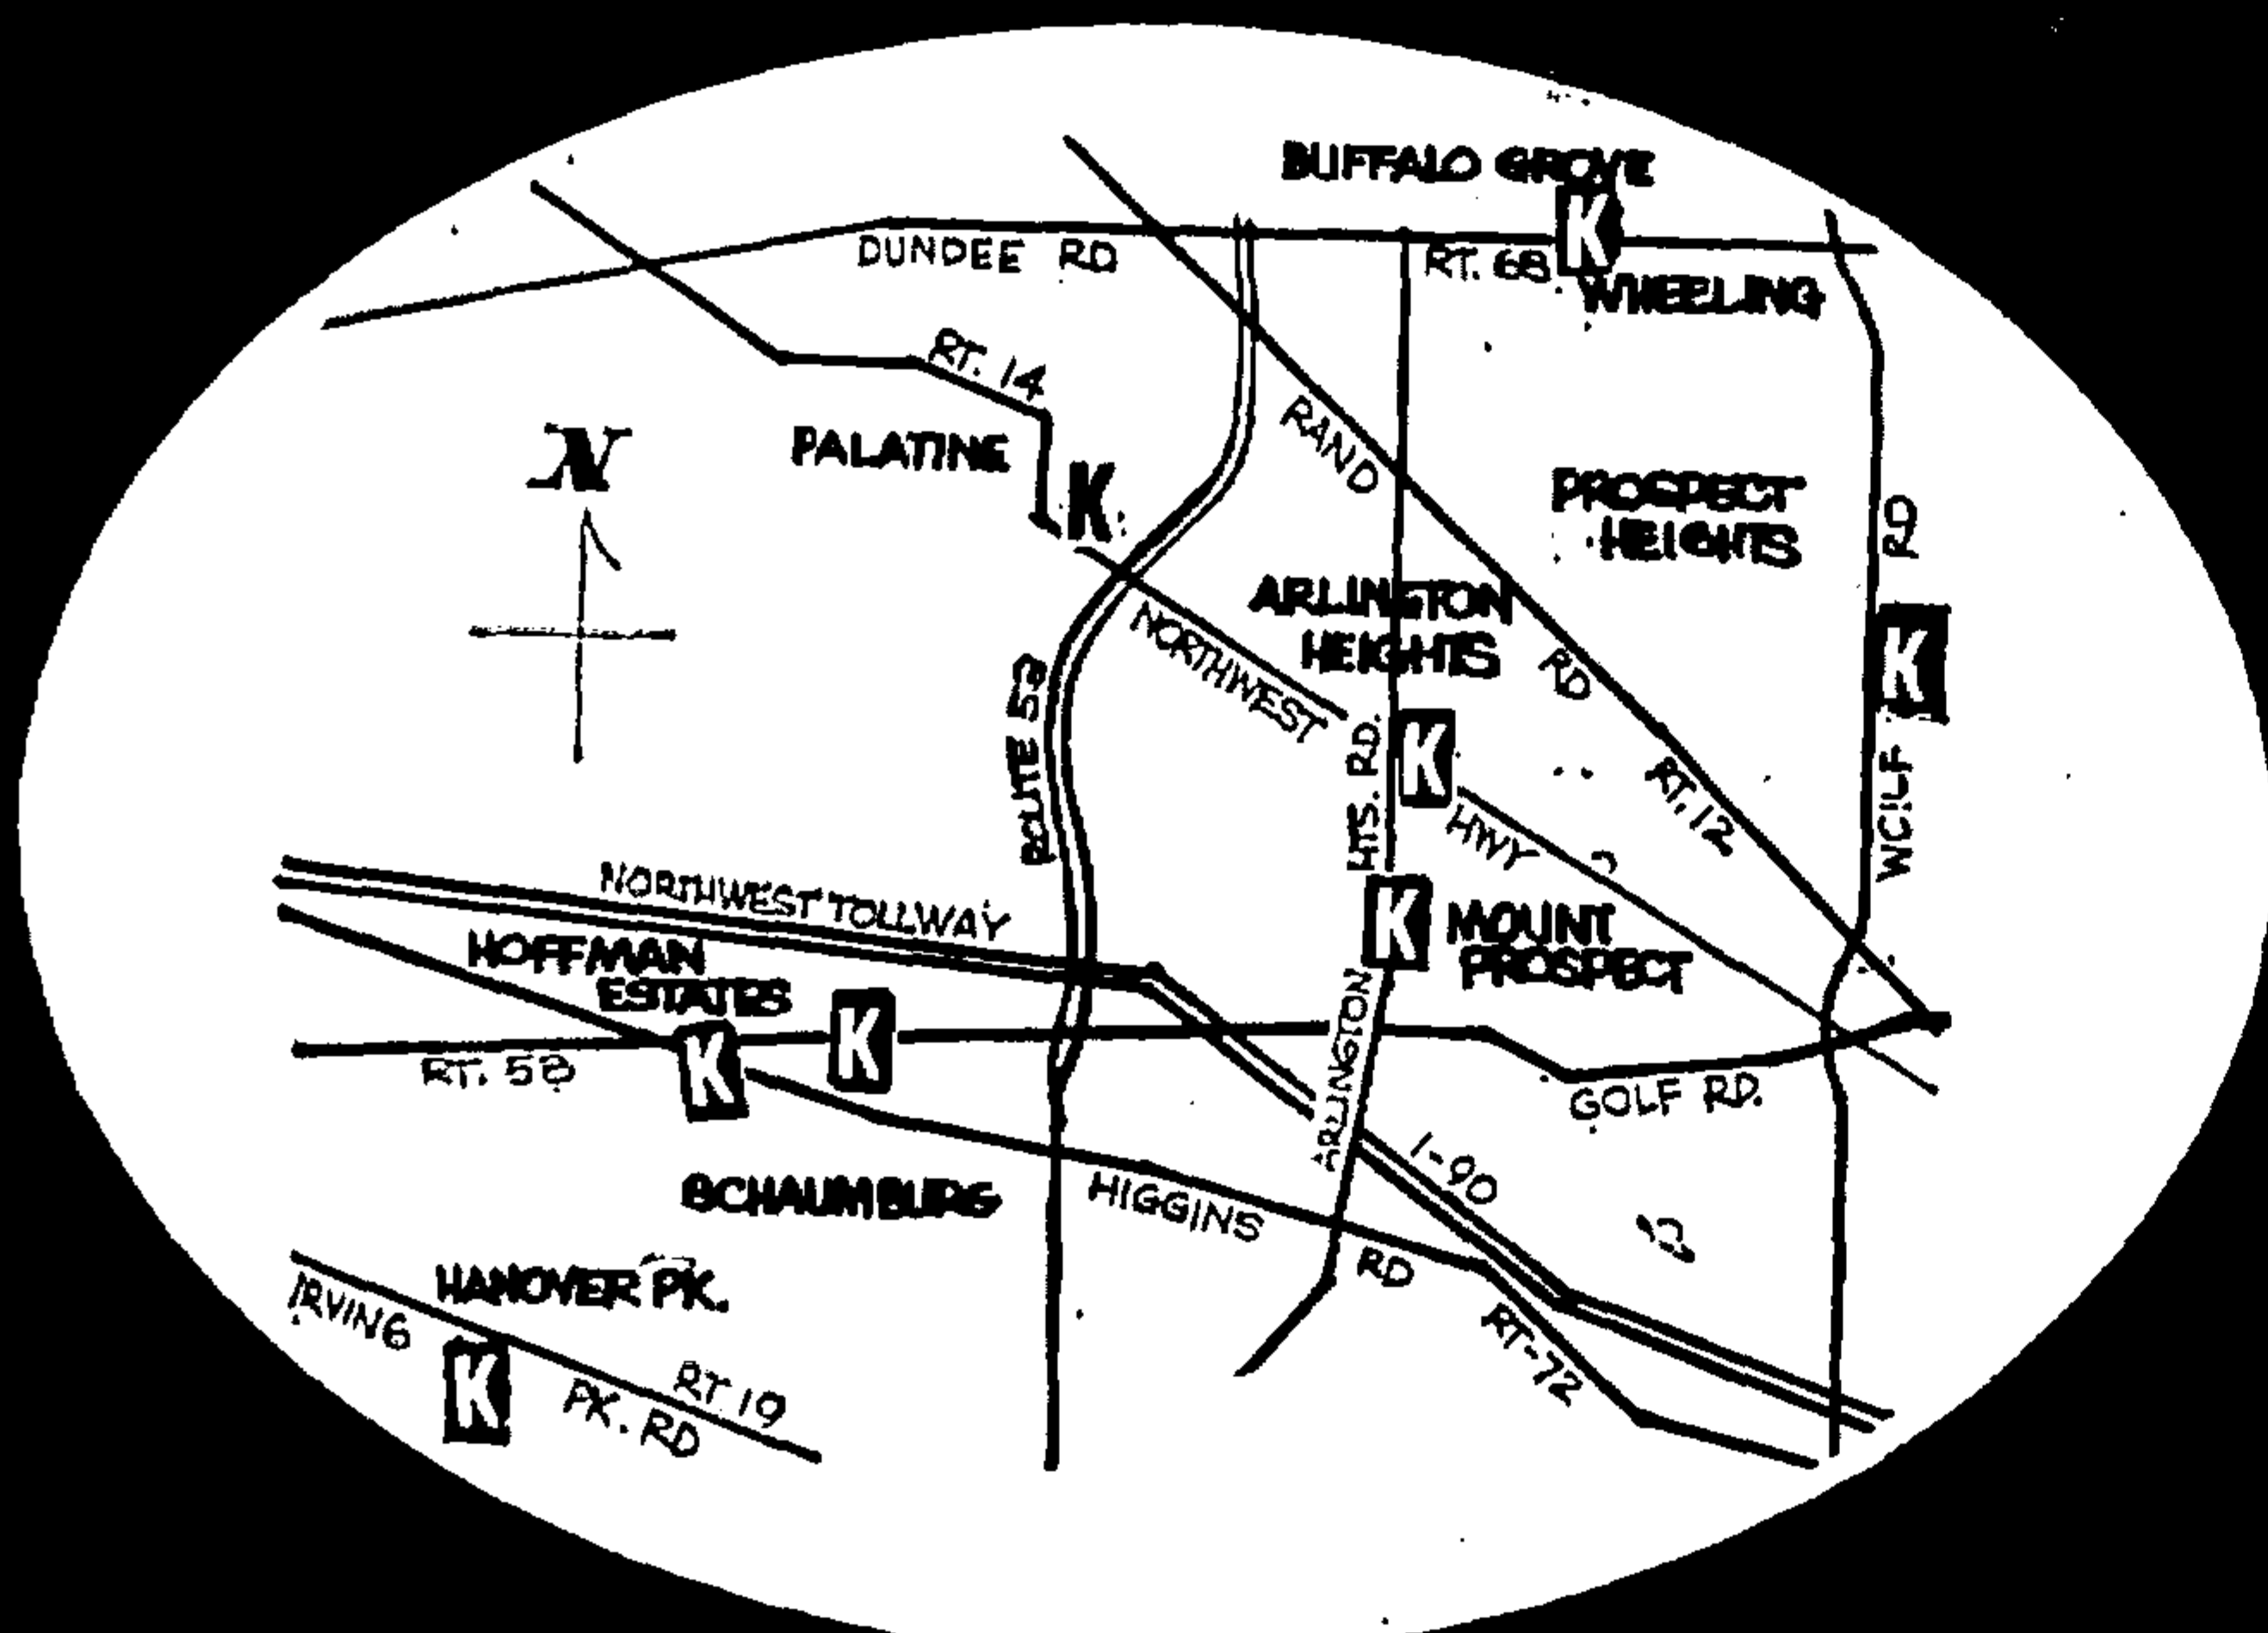 BUFFALO GROVE
K
DUNDEE RD
RT. 68
WHEELING
RT. 14
N
PALATINE
K
RAND
PROSPECT
HEIGHTS
RD
ARLINGTON
HEIGHTS
NORTHWEST
RD
K
ROUTE 53
HTS. RD.
K
RT. 12
WOLF
HWY
NORTHWEST TOLLWAY
K
MOUNT
PROSPECT
HOFFMAN
ESTATES
K
K
RT. 58
ARLINGTON
GOLF RD.
I-90
SCHAUMBURG
HIGGINS
RD
HANOVER PK.
IRVING
RT-72
K
PK. RD
RT. 19